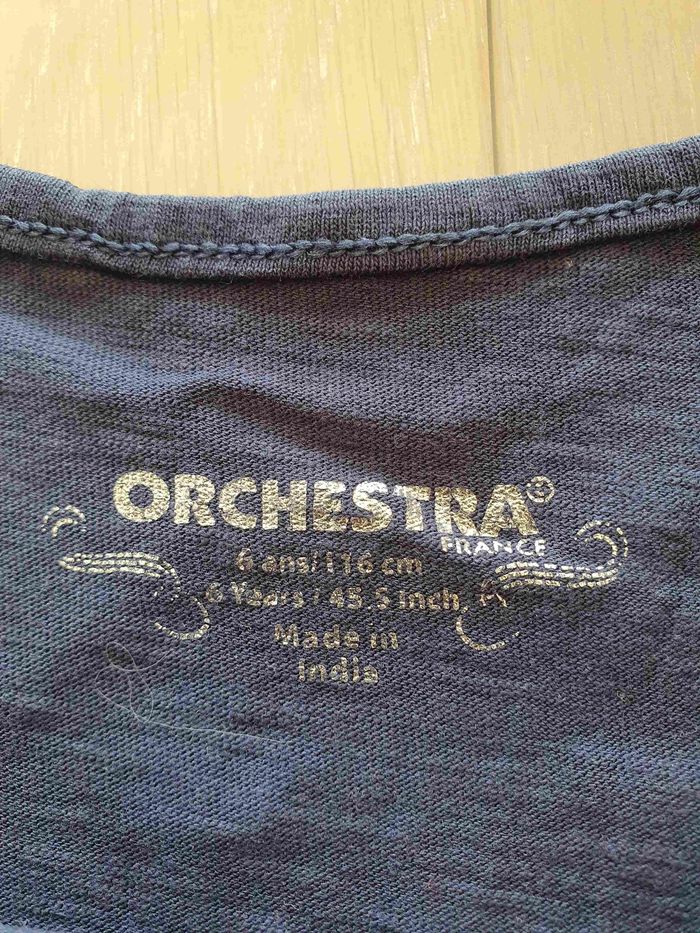 ORCHESTRA®
FRANCE
6 ans/116 cm
6 Years / 45.5 Inch.
Made in
India